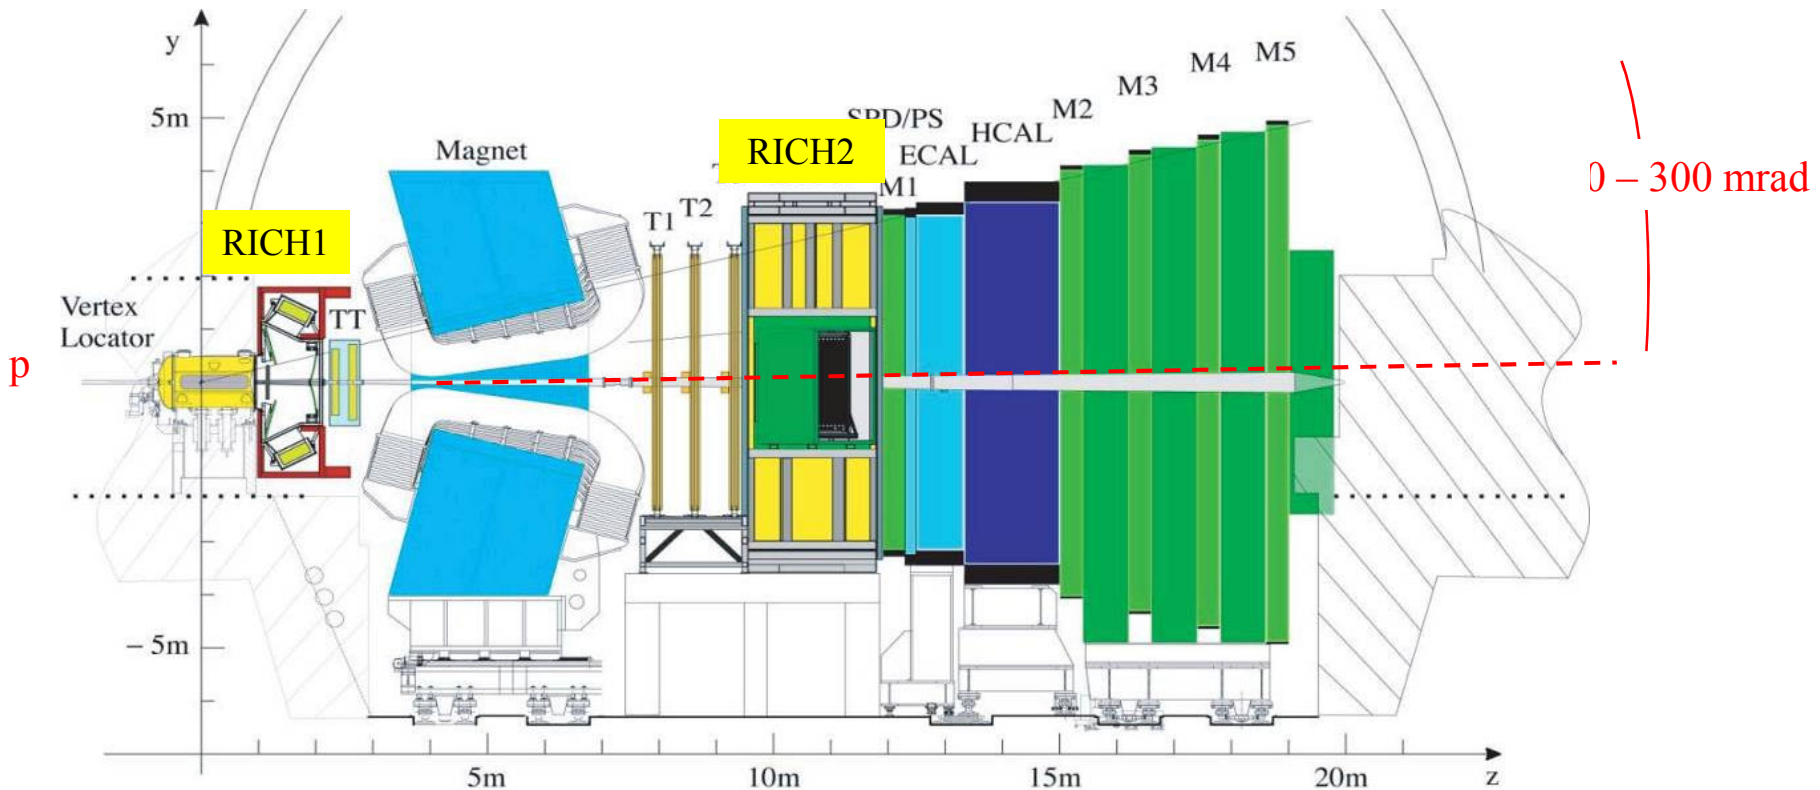 y
5m
Magnet
RICH1
Vertex
Locator
TT
p
T1
T2
RICH2
SPD/PS
M1
ECAL
HCAL
M2
M3
M4
M5
– 300 mrad
– 5m
5m
10m
15m
20m
z